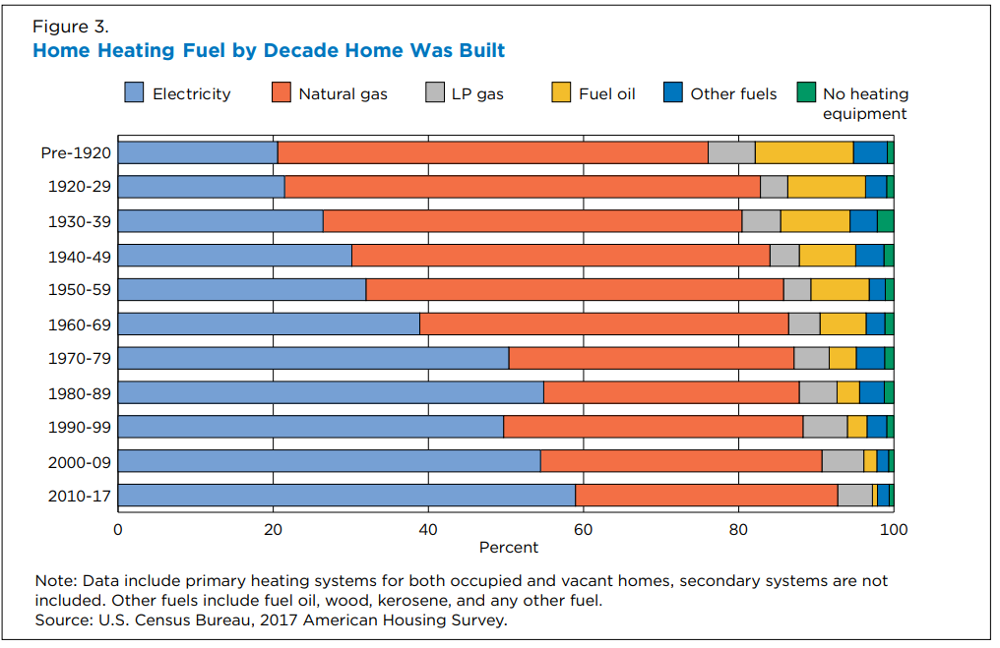 Figure 3.
Home Heating Fuel by Decade Home Was Built
Electricity Natural gas LP gas Fuel oil Other fuels No heating
equipment
Pre-1920
1920-29
1930-39
1940-49
1950-59
1960-69
1970-79
1980-89
1990-99
2000-09
2010-17
0 20 40 60 80 100
Percent
Note: Data include primary heating systems for both occupied and vacant homes, secondary systems are not
included. Other fuels include fuel oil, wood, kerosene, and any other fuel.
Source: U.S. Census Bureau, 2017 American Housing Survey.